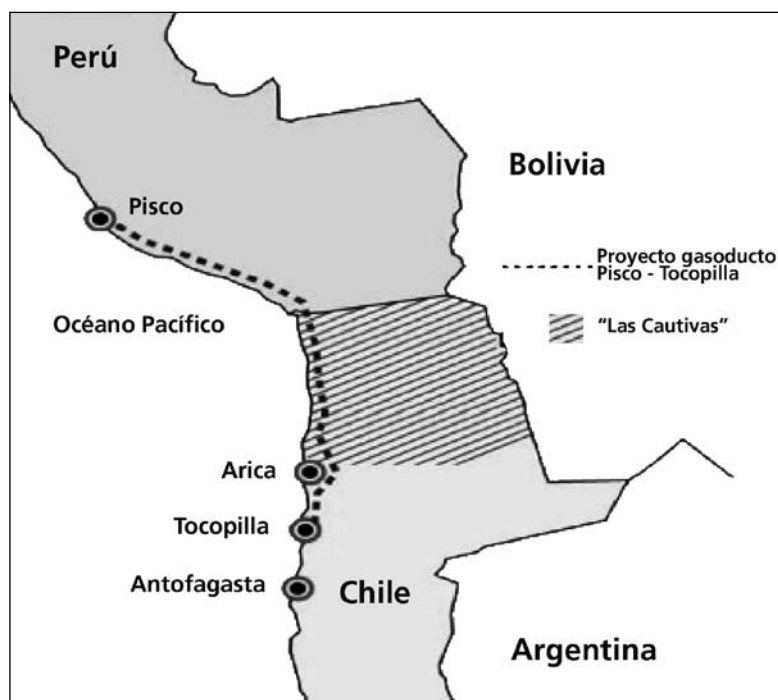 Perú
Bolivia
Pisco
Proyecto gasoducto
Pisco - Tocopilla
Océano Pacífico
"Las Cautivas"
Arica
Tocopilla
Antofagasta
Chile
Argentina